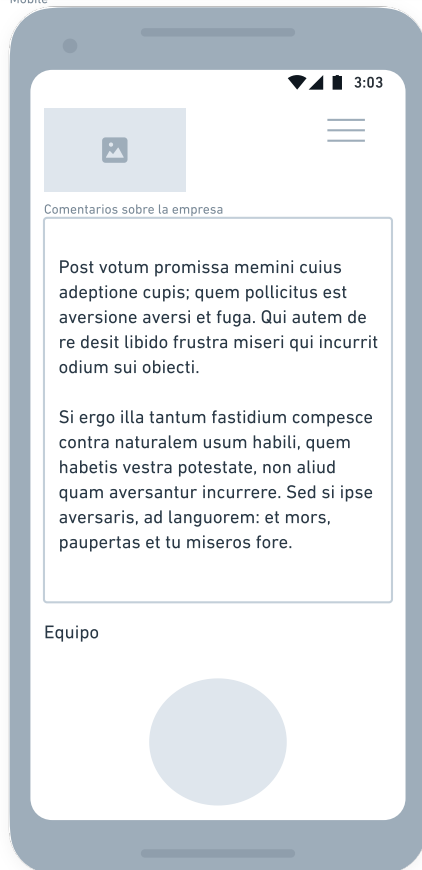 Mobile
3:03
Comentarios sobre la empresa
Post votum promissa memini cuius
adeptione cupis; quem pollicitus est
aversione aversi et fuga. Qui autem de
re desit libido frustra miseri qui incurrit
odium sui obiecti.
Si ergo illa tantum fastidium compesce
contra naturalem usum habili, quem
habetis vestra potestate, non aliud
quam aversantur incurrere. Sed si ipse
aversaris, ad languorem: et mors,
paupertas et tu miseros fore.
Equipo